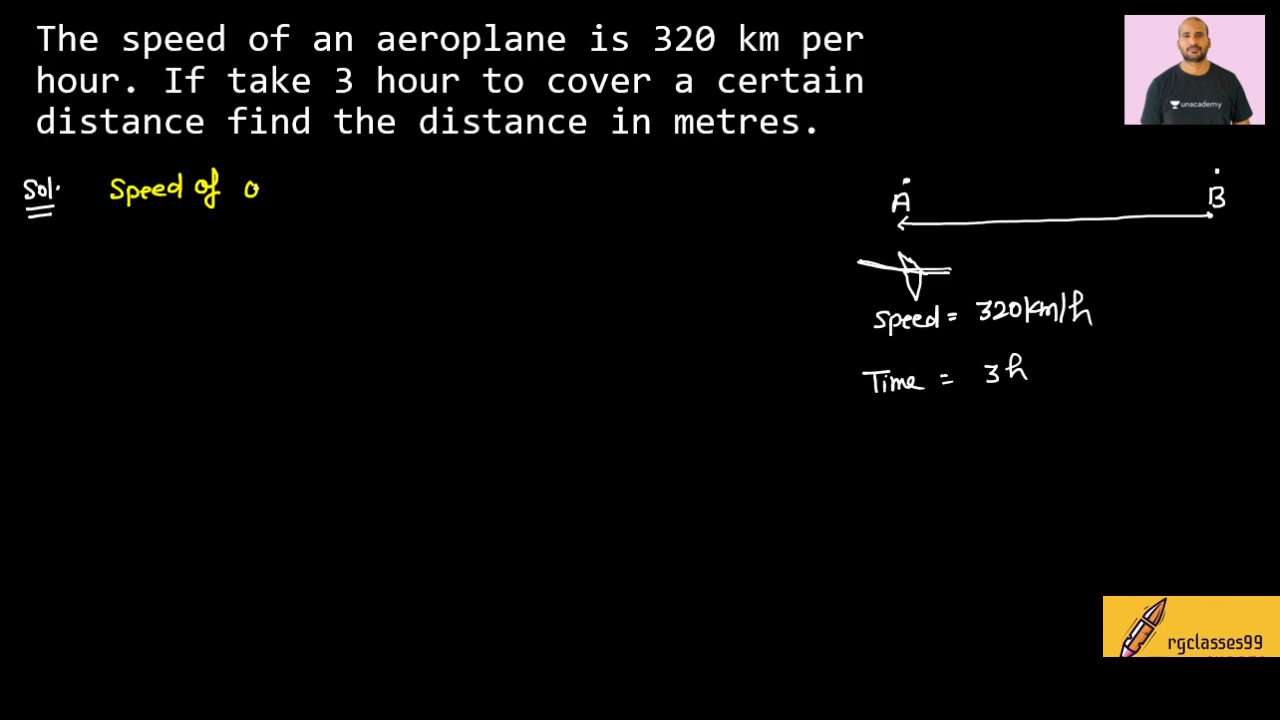 The speed of an aeroplane is 320 km per
hour. If take 3 hour to cover a certain
distance find the distance in metres.
unacademy
Sol.
Speed of
A
B
Speed = 320km/h
Time = 3h
rgclasses99